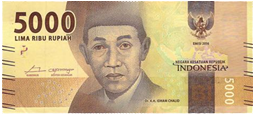 5000
LIMA RIBU RUPIAH
NEGARA KESATUAN REPUBLIK
INDONESIA
5000